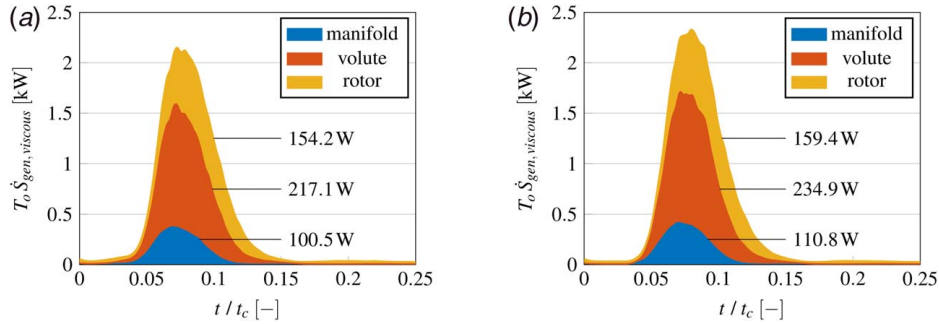 (a)
2.5
2
1.5
1
0.5
0
T_o Ṡ_gen,viscous [kW]
manifold
volute
rotor
154.2 W
217.1 W
100.5 W
0 0.05 0.1 0.15 0.2 0.25
t / t_c [−]
(b)
2.5
2
1.5
1
0.5
0
T_o Ṡ_gen,viscous [kW]
manifold
volute
rotor
159.4 W
234.9 W
110.8 W
0 0.05 0.1 0.15 0.2 0.25
t / t_c [−]